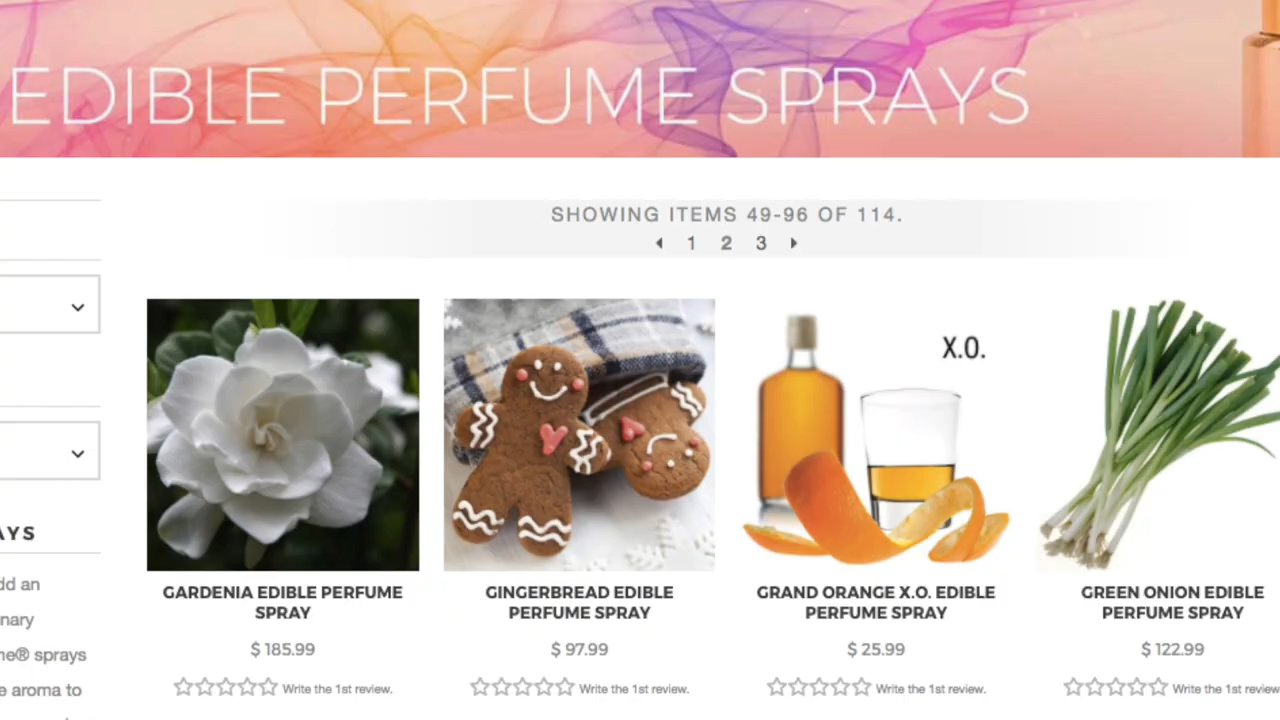 EDIBLE PERFUME SPRAYS
SHOWING ITEMS 49-96 OF 114.
1 2 3
X.O.
AYS
dd an
nary
me® sprays
e aroma to
GARDENIA EDIBLE PERFUME
SPRAY
$ 185.99
Write the 1st review.
GINGERBREAD EDIBLE
PERFUME SPRAY
$ 97.99
Write the 1st review.
GRAND ORANGE X.O. EDIBLE
PERFUME SPRAY
$ 25.99
Write the 1st review.
GREEN ONION EDIBLE
PERFUME SPRAY
$ 122.99
Write the 1st review